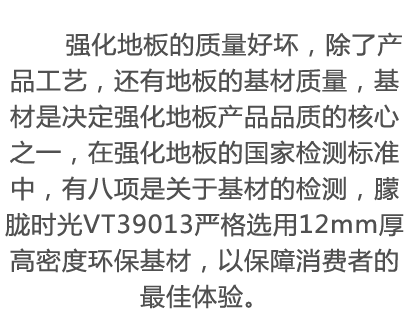 强化地板的质量好坏，除了产
品工艺，还有地板的基材质量，基
材是决定强化地板产品品质的核心
之一，在强化地板的国家检测标准
中，有八项是关于基材的检测，朦
胧时光VT39013严格选用12mm厚
高密度环保基材，以保障消费者的
最佳体验。